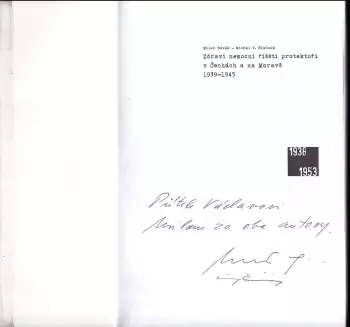 Milan Novák - Michal V. Šimůnek
Zdraví nemocní říšští protektoři
v Čechách a na Moravě
1939–1945
1938
1953
Příteli Václavovi
za oba autory